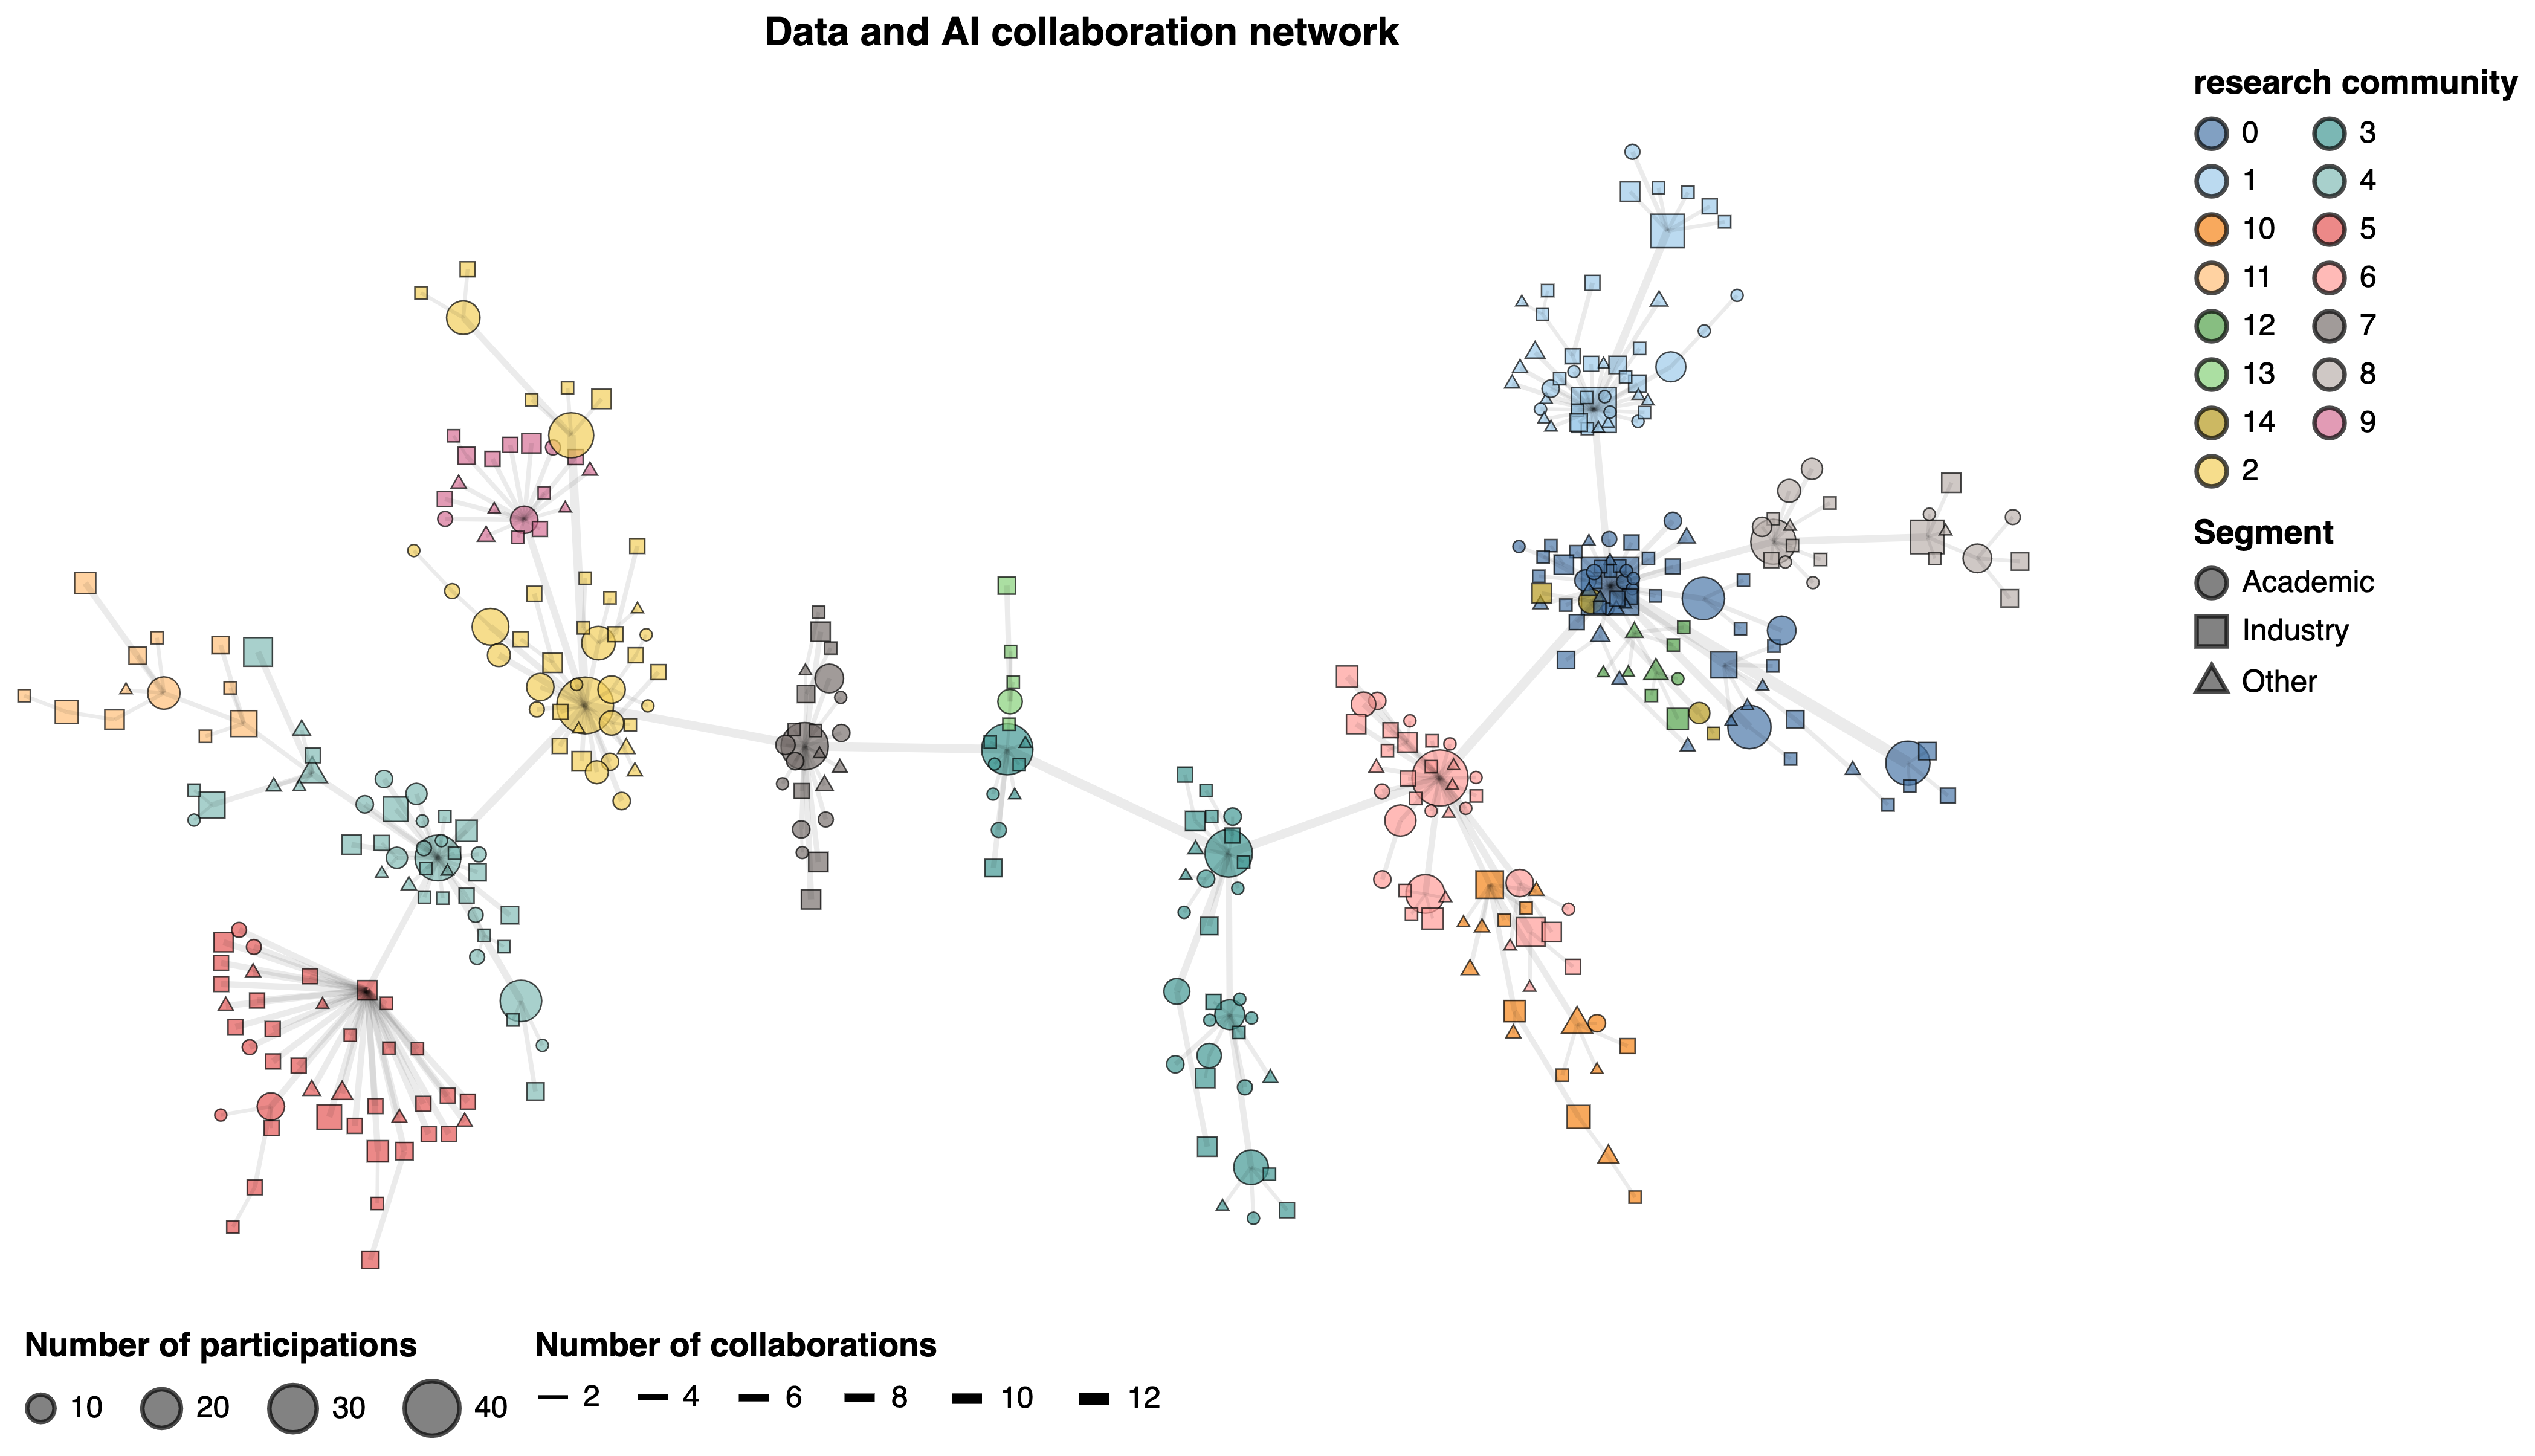 Data and AI collaboration network
research community
0 3
1 4
10 5
11 6
12 7
13 8
14 9
2
Segment
Academic
Industry
Other
Number of participations
10 20 30 40
Number of collaborations
2 4 6 8 10 12